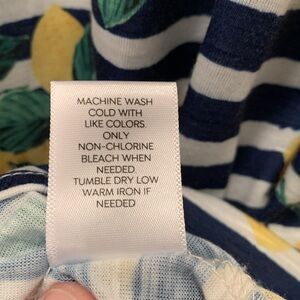 MACHINE WASH
COLD WITH
LIKE COLORS.
ONLY
NON-CHLORINE
BLEACH WHEN
NEEDED.
TUMBLE DRY LOW
WARM IRON IF
NEEDED